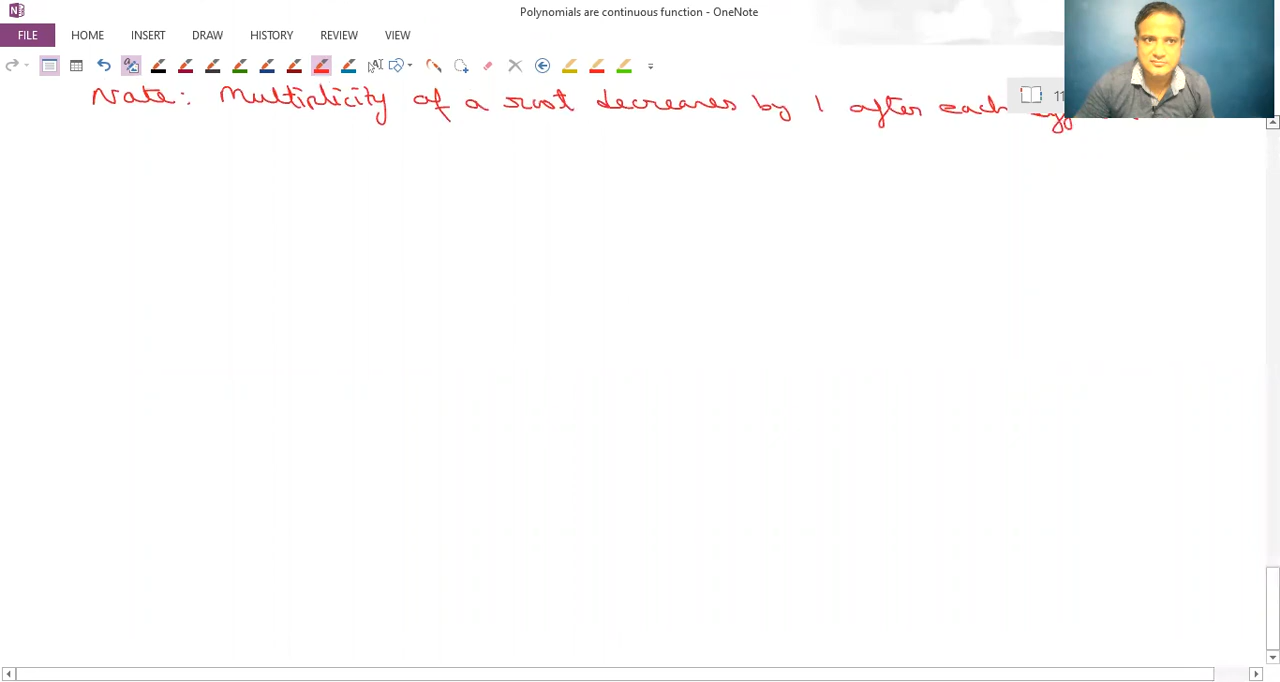 Polynomials are continuous function - OneNote
FILE HOME INSERT DRAW HISTORY REVIEW VIEW
Note: Multiplicity of a root decreases by 1 after each
11